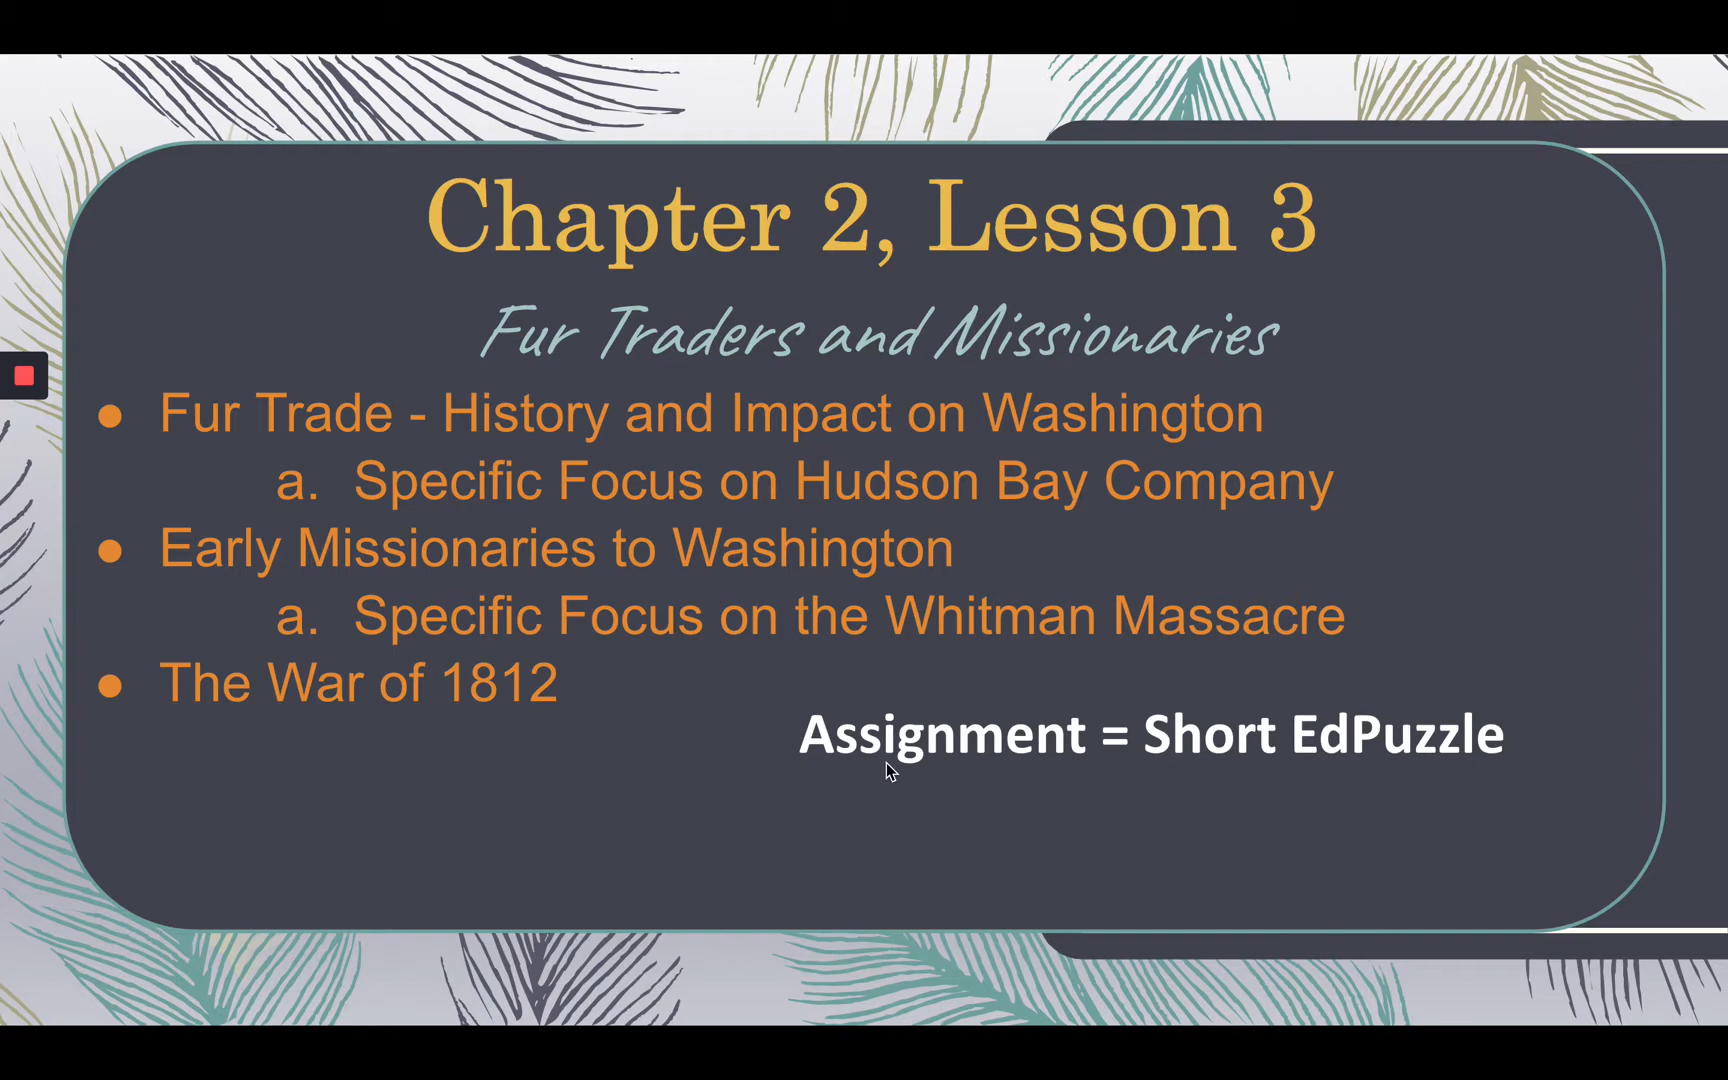 Chapter 2, Lesson 3
Fur Traders and Missionaries
● Fur Trade - History and Impact on Washington
a. Specific Focus on Hudson Bay Company
● Early Missionaries to Washington
a. Specific Focus on the Whitman Massacre
● The War of 1812
Assignment = Short EdPuzzle